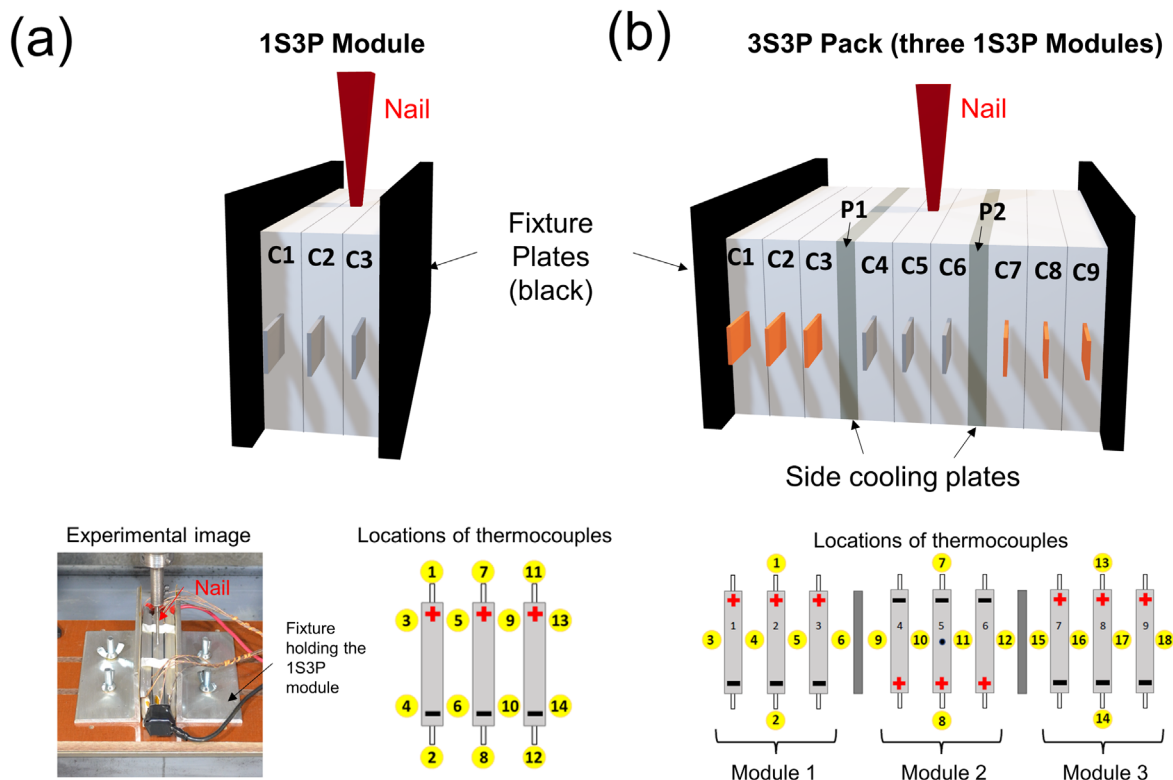 (a)
1S3P Module
Nail
C1 C2 C3
Fixture
Plates
(black)
(b)
3S3P Pack (three 1S3P Modules)
Nail
P1 P2
C1 C2 C3 C4 C5 C6 C7 C8 C9
Side cooling plates
Experimental image
Nail
Fixture
holding the
1S3P
module
Locations of thermocouples
1 7 11
3 + 5 + 9 + 13
4 − 6 − 10 − 14
2 8 12
Locations of thermocouples
1 7 13
+ + + − − − + + +
1 2 3 4 5 6 7 8 9
3 4 5 6 9 10 11 12 15 16 17 18
− − − + + + − − −
2 8 14
Module 1 Module 2 Module 3